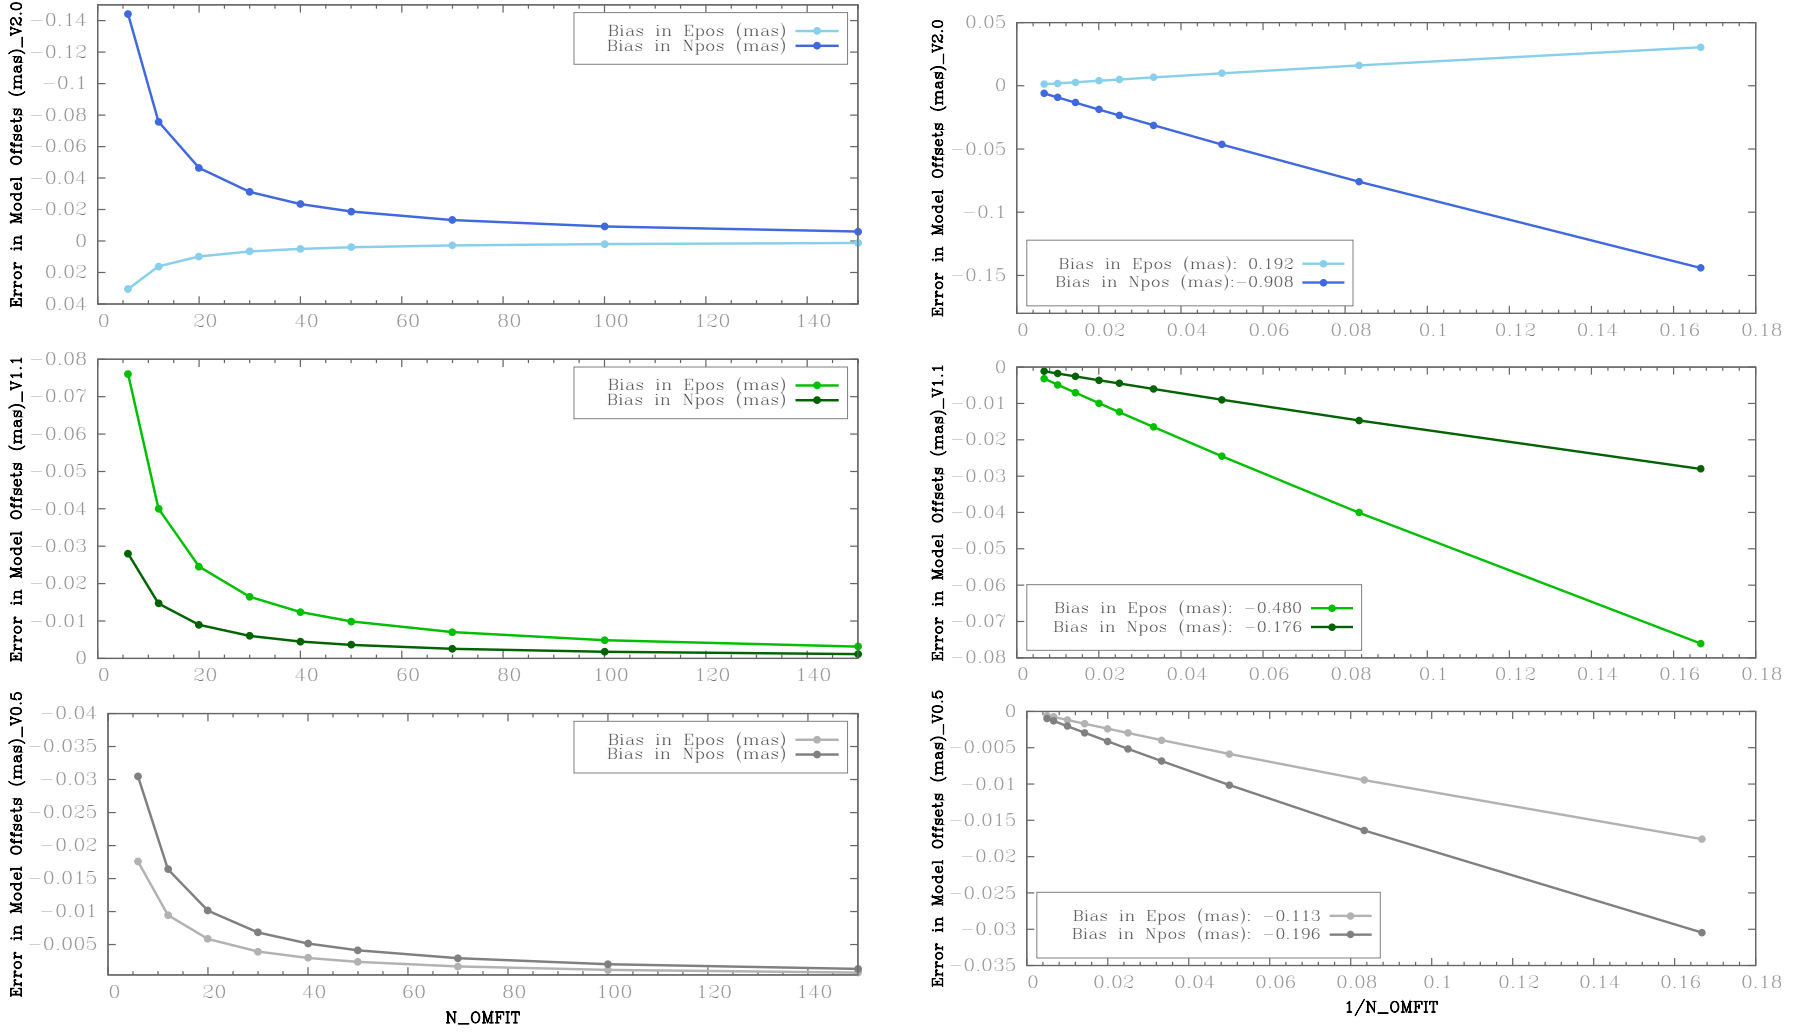 Error in Model Offsets (mas)_V2.0
-0.14
-0.12
-0.1
-0.08
-0.06
-0.04
-0.02
0
0.02
0.04
0 20 40 60 80 100 120 140
Bias in Epos (mas)
Bias in Npos (mas)
Error in Model Offsets (mas)_V2.0
0.05
0
-0.05
-0.1
-0.15
0 0.02 0.04 0.06 0.08 0.1 0.12 0.14 0.16 0.18
Bias in Epos (mas): 0.192
Bias in Npos (mas):-0.908
Error in Model Offsets (mas)_V1.1
-0.08
-0.07
-0.06
-0.05
-0.04
-0.03
-0.02
-0.01
0
0 20 40 60 80 100 120 140
Bias in Epos (mas)
Bias in Npos (mas)
Error in Model Offsets (mas)_V1.1
0
-0.01
-0.02
-0.03
-0.04
-0.05
-0.06
-0.07
-0.08
0 0.02 0.04 0.06 0.08 0.1 0.12 0.14 0.16 0.18
Bias in Epos (mas): -0.480
Bias in Npos (mas): -0.176
Error in Model Offsets (mas)_V0.5
-0.04
-0.035
-0.03
-0.025
-0.02
-0.015
-0.01
-0.005
0 20 40 60 80 100 120 140
Bias in Epos (mas)
Bias in Npos (mas)
N_OMFIT
Error in Model Offsets (mas)_V0.5
0
-0.005
-0.01
-0.015
-0.02
-0.025
-0.03
-0.035
0 0.02 0.04 0.06 0.08 0.1 0.12 0.14 0.16 0.18
Bias in Epos (mas): -0.113
Bias in Npos (mas): -0.196
1/N_OMFIT